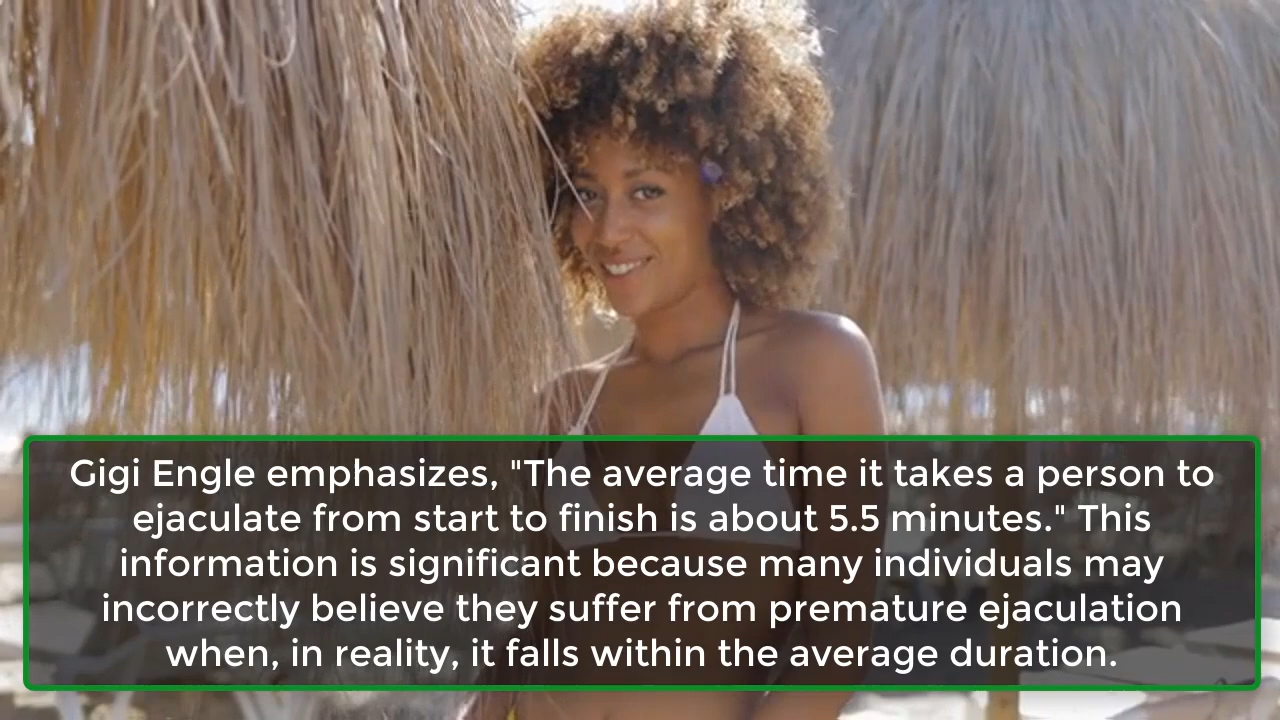 Gigi Engle emphasizes, "The average time it takes a person to
ejaculate from start to finish is about 5.5 minutes." This
information is significant because many individuals may
incorrectly believe they suffer from premature ejaculation
when, in reality, it falls within the average duration.